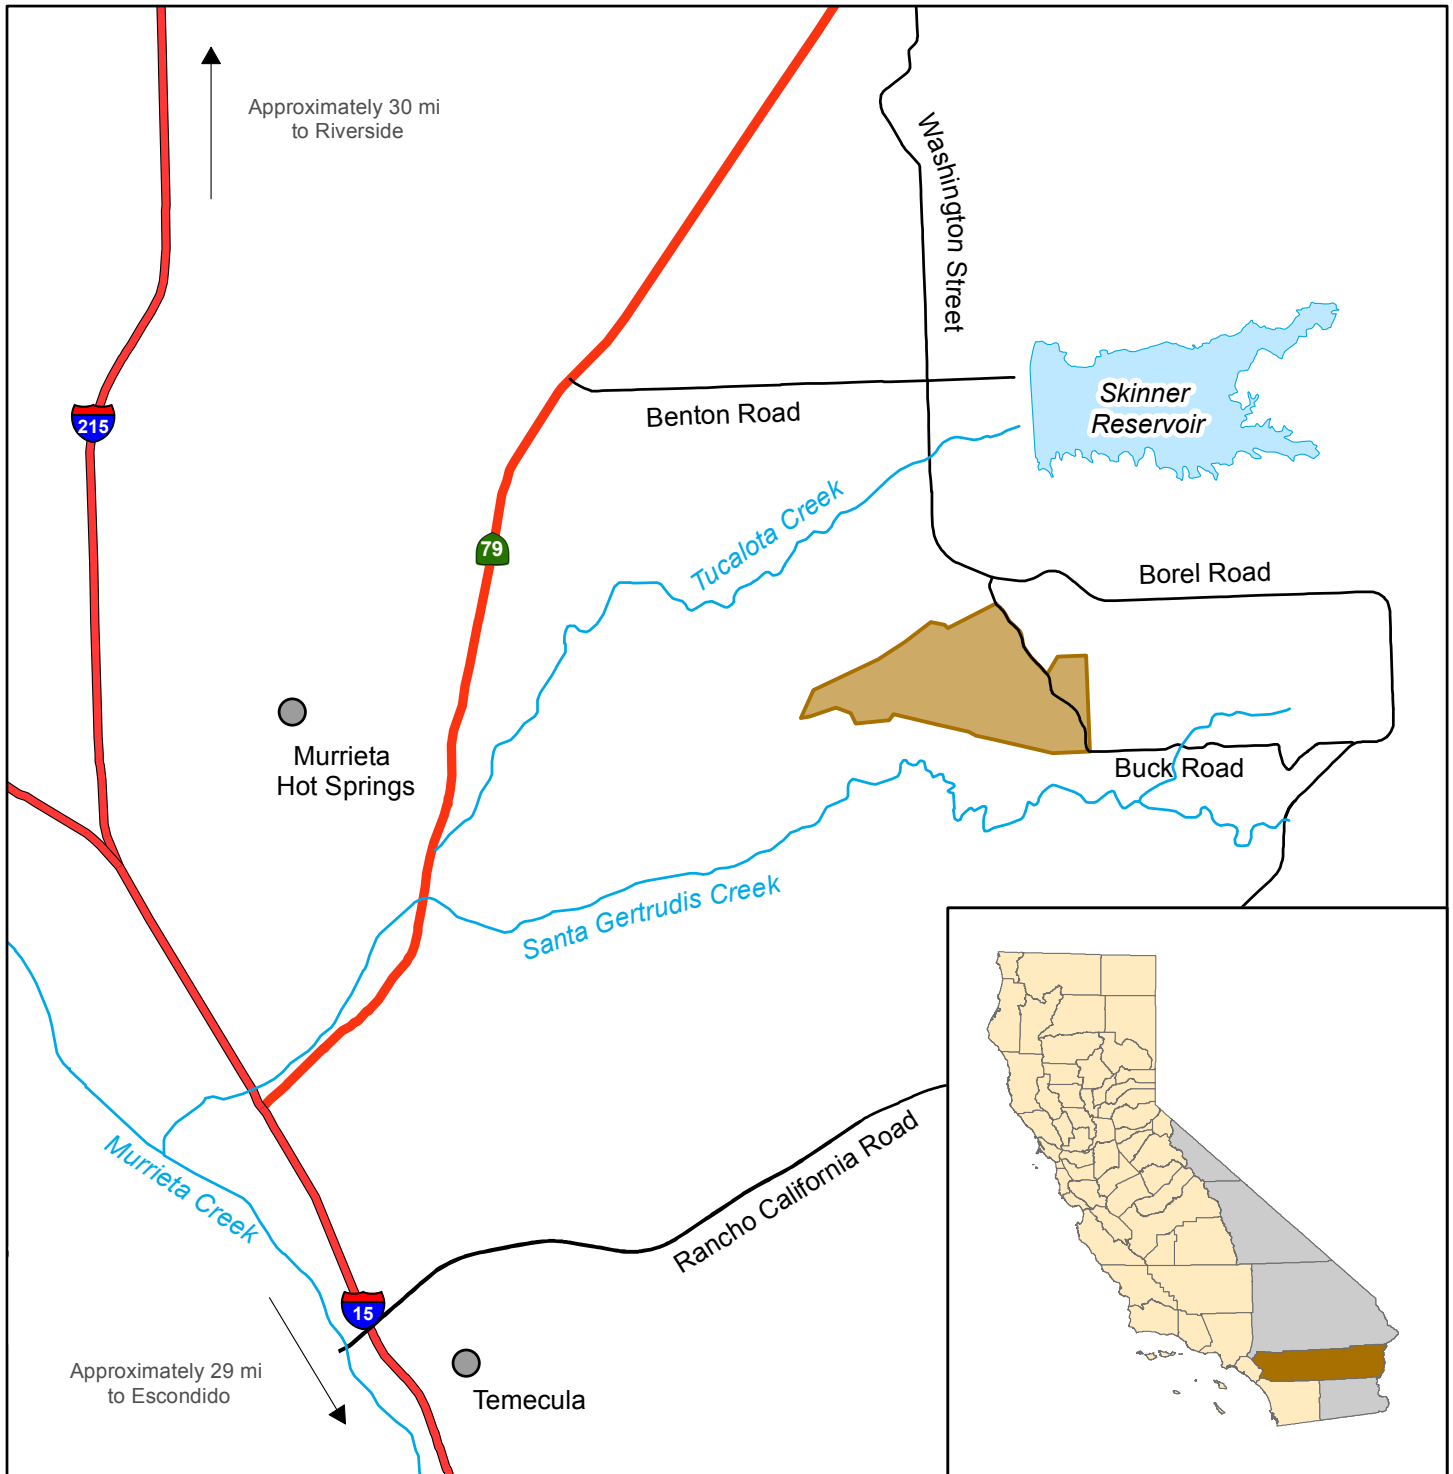 Approximately 30 mi
to Riverside
Washington Street
Skinner
Reservoir
Benton Road
215
Tucalota Creek
79
Borel Road
Murrieta
Hot Springs
Buck Road
Santa Gertrudis Creek
Murrieta Creek
Rancho California Road
15
Approximately 29 mi
to Escondido
Temecula